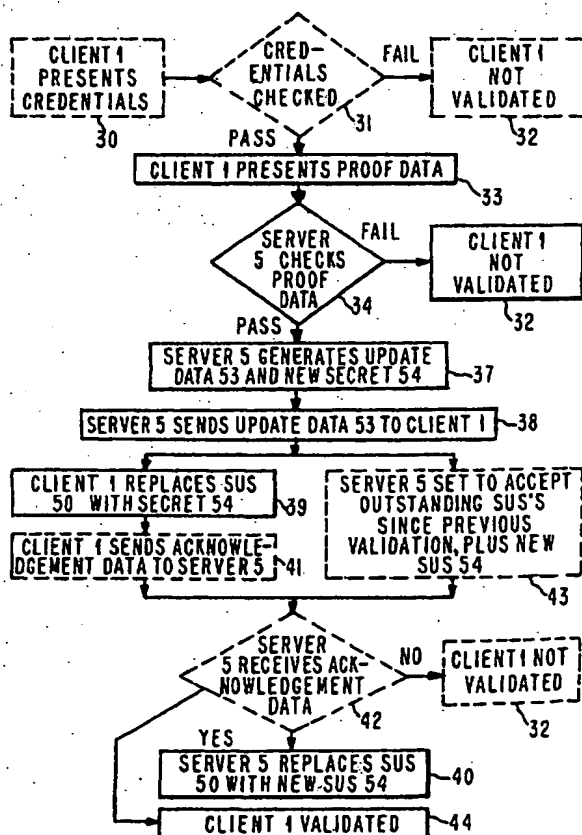 CLIENT 1
PRESENTS
CREDENTIALS
30
CRED-
ENTIALS
CHECKED
31
FAIL
CLIENT 1
NOT
VALIDATED
32
PASS
CLIENT 1 PRESENTS PROOF DATA
33
SERVER
5 CHECKS
PROOF
DATA
34
FAIL
CLIENT 1
NOT
VALIDATED
32
PASS
SERVER 5 GENERATES UPDATE
DATA 53 AND NEW SECRET 54
37
SERVER 5 SENDS UPDATE DATA 53 TO CLIENT 1
38
CLIENT 1 REPLACES SUS
50 WITH SECRET 54
39
CLIENT 1 SENDS ACKNOWLE-
DGEMENT DATA TO SERVER 5
41
SERVER 5 SET TO ACCEPT
OUTSTANDING SUS'S
SINCE PREVIOUS
VALIDATION, PLUS NEW
SUS 54
43
SERVER
5 RECEIVES ACK-
NOWLEDGEMENT
DATA
42
NO
CLIENT 1 NOT
VALIDATED
32
YES
SERVER 5 REPLACES SUS
50 WITH NEW SUS 54
40
CLIENT 1 VALIDATED
44